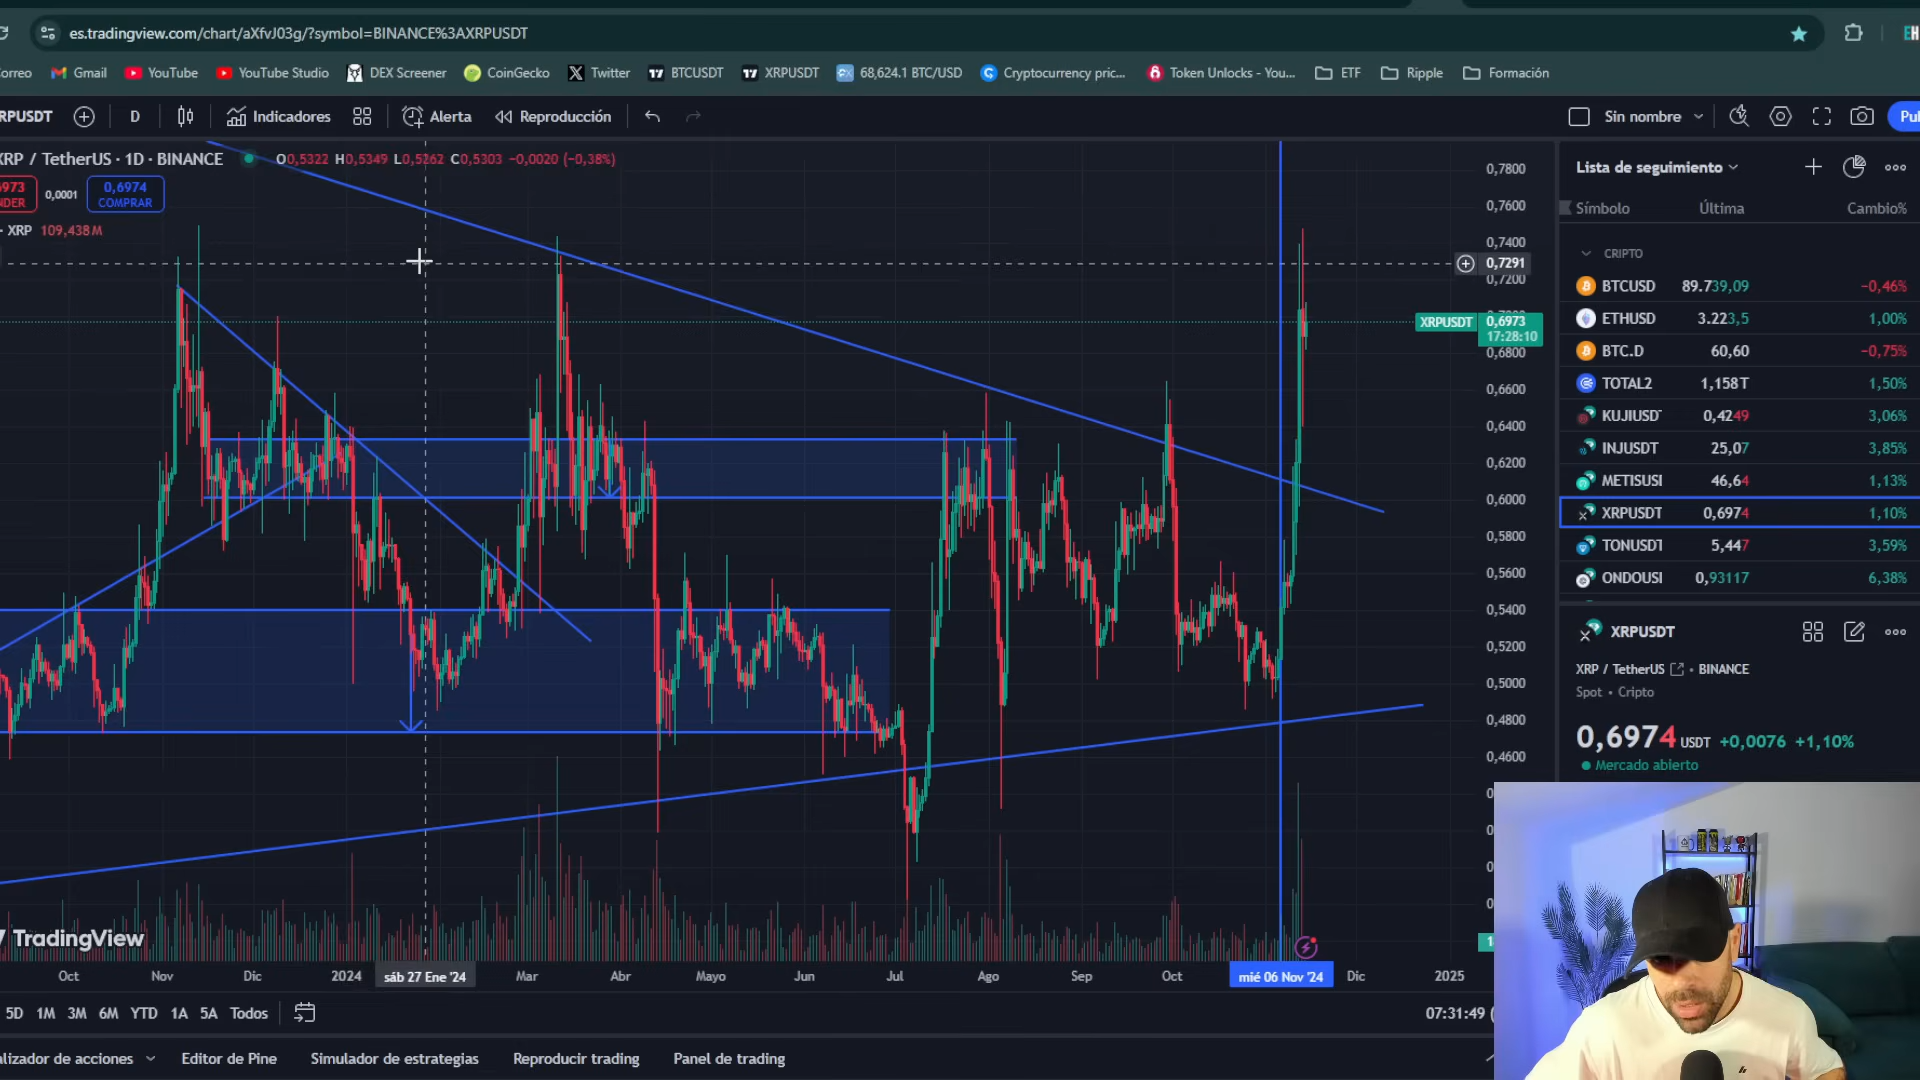 es.tradingview.com/chart/aXfvJ03g/?symbol=BINANCE%3AXRPUSDT
orreo Gmail YouTube YouTube Studio DEX Screener CoinGecko Twitter BTCUSDT XRPUSDT 68,624.1 BTC/USD Cryptocurrency pric... Token Unlocks - You... ETF Ripple Formación
RPUSDT D Indicadores Alerta Reproducción Sin nombre Pul
XRP / TetherUS · 1D · BINANCE O0,5322 H0,5349 L0,5262 C0,5303 −0,0020 (−0,38%)
6973 0,0001 0,6974
NDER COMPRAR
· XRP 109,438M
0,7800
0,7600
0,7400
0,7291
0,7200
XRPUSDT 0,6973
17:28:10
0,6800
0,6600
0,6400
0,6200
0,6000
0,5800
0,5600
0,5400
0,5200
0,5000
0,4800
0,4600
TradingView
Oct Nov Dic 2024 sáb 27 Ene '24 Mar Abr Mayo Jun Jul Ago Sep Oct mié 06 Nov '24 Dic 2025
5D 1M 3M 6M YTD 1A 5A Todos 07:31:49 (
alizador de acciones Editor de Pine Simulador de estrategias Reproducir trading Panel de trading
Lista de seguimiento
Símbolo Última Cambio%
CRIPTO
BTCUSD 89.739,09 −0,46%
ETHUSD 3.223,5 1,00%
BTC.D 60,60 −0,75%
TOTAL2 1,158T 1,50%
KUJIUSDT 0,4249 3,06%
INJUSDT 25,07 3,85%
METISUSI 46,64 1,13%
XRPUSDT 0,6974 1,10%
TONUSDT 5,447 3,59%
ONDOUSI 0,93117 6,38%
XRPUSDT
XRP / TetherUS • BINANCE
Spot • Cripto
0,6974 USDT +0,0076 +1,10%
Mercado abierto